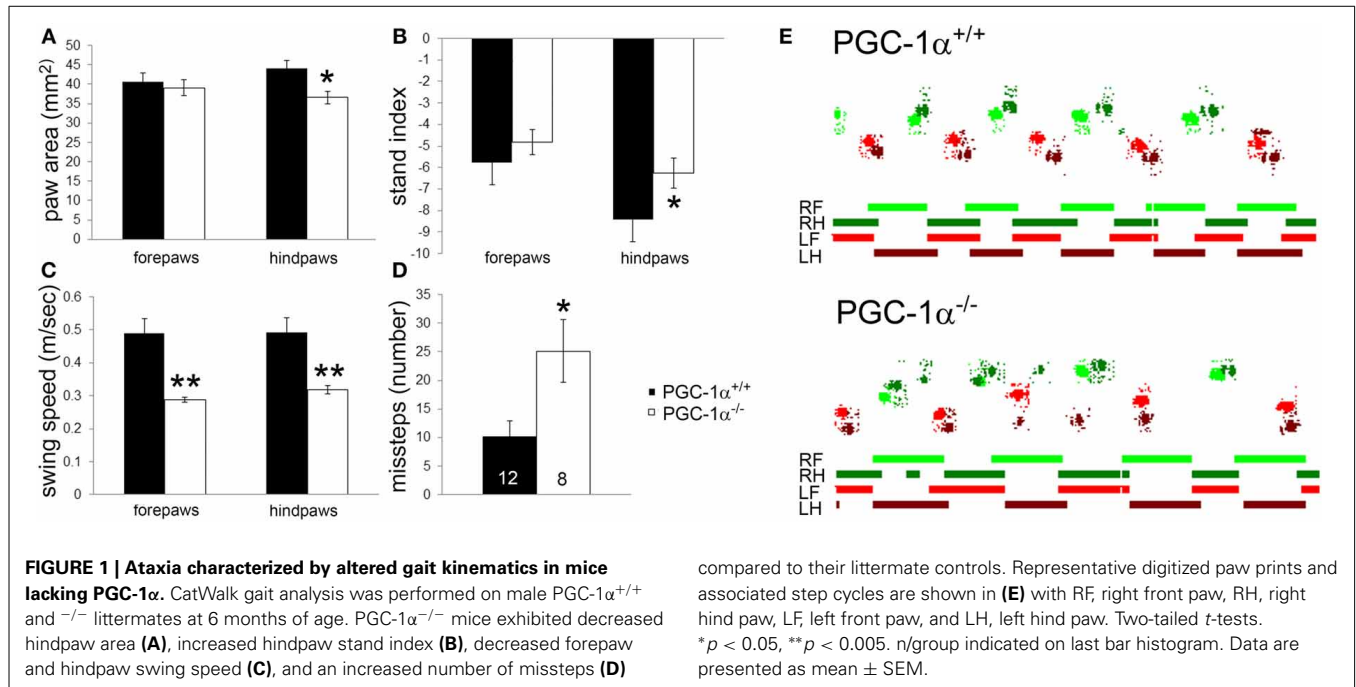 A
paw area (mm²)
50
45
40
35
30
25
20
15
10
5
0
*
forepaws
hindpaws
B
stand index
0
-1
-2
-3
-4
-5
-6
-7
-8
-9
-10
*
forepaws
hindpaws
C
swing speed (m/sec)
0.6
0.5
0.4
0.3
0.2
0.1
0
**
**
forepaws
hindpaws
D
missteps (number)
35
30
25
20
15
10
5
0
*
12
8
PGC-1α+/+
PGC-1α-/-
E
PGC-1α+/+
RF
RH
LF
LH
PGC-1α-/-
RF
RH
LF
LH
FIGURE 1 | Ataxia characterized by altered gait kinematics in mice
lacking PGC-1α. CatWalk gait analysis was performed on male PGC-1α+/+
and −/− littermates at 6 months of age. PGC-1α−/− mice exhibited decreased
hindpaw area (A), increased hindpaw stand index (B), decreased forepaw
and hindpaw swing speed (C), and an increased number of missteps (D)
compared to their littermate controls. Representative digitized paw prints and
associated step cycles are shown in (E) with RF, right front paw, RH, right
hind paw, LF, left front paw, and LH, left hind paw. Two-tailed t-tests.
*p < 0.05, **p < 0.005. n/group indicated on last bar histogram. Data are
presented as mean ± SEM.